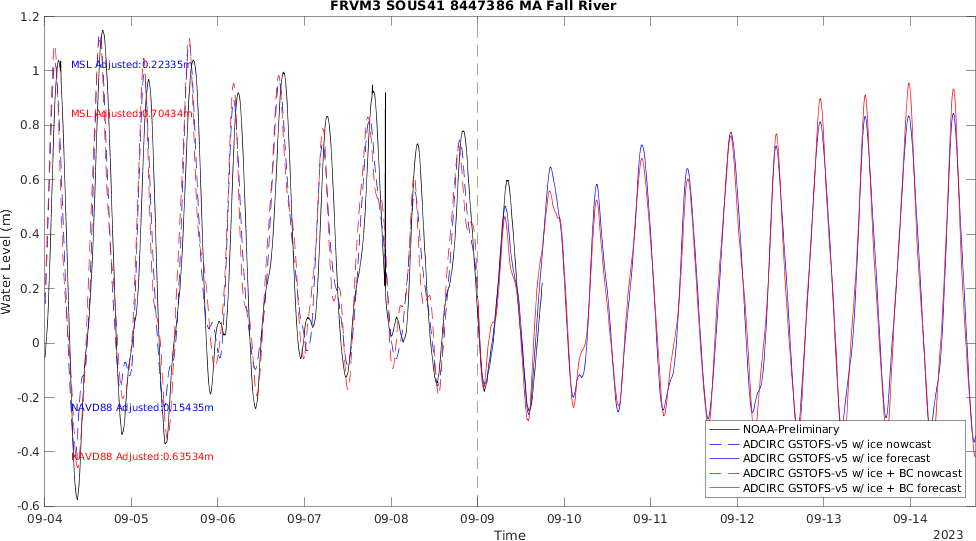 FRVM3 SOUS41 8447386 MA Fall River
1.2
1
0.8
0.6
0.4
0.2
0
-0.2
-0.4
-0.6
Water Level (m)
MSL Adjusted:0.22335m
MSL Adjusted:0.70434m
NAVD88 Adjusted:0.15435m
NAVD88 Adjusted:0.63534m
NOAA-Preliminary
ADCIRC GSTOFS-v5 w/ ice nowcast
ADCIRC GSTOFS-v5 w/ ice forecast
ADCIRC GSTOFS-v5 w/ ice + BC nowcast
ADCIRC GSTOFS-v5 w/ ice + BC forecast
09-04 09-05 09-06 09-07 09-08 09-09 09-10 09-11 09-12 09-13 09-14
Time
2023